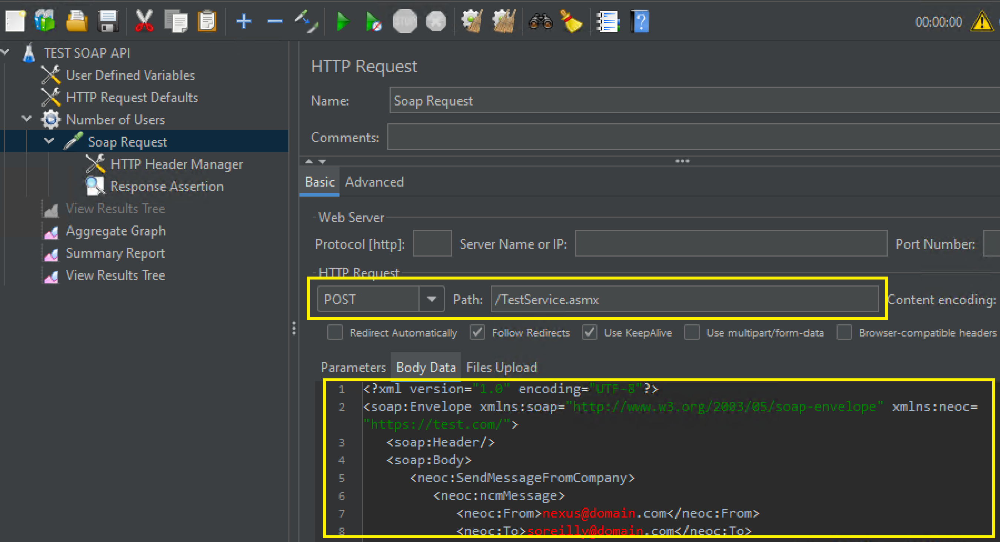 STOP
00:00:00
TEST SOAP API
User Defined Variables
HTTP Request Defaults
Number of Users
Soap Request
HTTP Header Manager
Response Assertion
View Results Tree
Aggregate Graph
Summary Report
View Results Tree
HTTP Request
Name: Soap Request
Comments:
Basic Advanced
Web Server
Protocol [http]: Server Name or IP: Port Number:
HTTP Request
POST Path: /TestService.asmx Content encoding:
Redirect Automatically Follow Redirects Use KeepAlive Use multipart/form-data Browser-compatible headers
Parameters Body Data Files Upload
1 <?xml version="1.0" encoding="UTF-8"?>
2 <soap:Envelope xmlns:soap="http://www.w3.org/2003/05/soap-envelope" xmlns:neoc=
"https://test.com/">
3 <soap:Header/>
4 <soap:Body>
5 <neoc:SendMessageFromCompany>
6 <neoc:ncmMessage>
7 <neoc:From>nexus@domain.com</neoc:From>
8 <neoc:To>soreilly@domain.com</neoc:To>